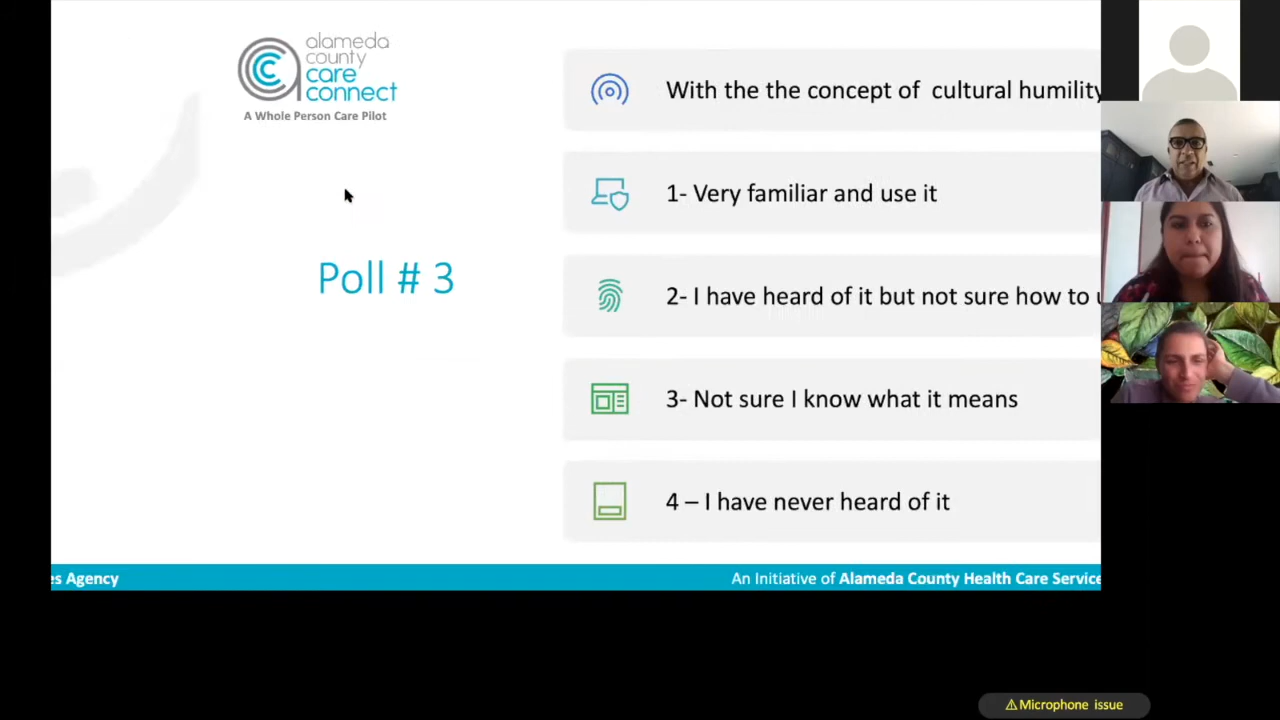 alameda
county
care
connect
A Whole Person Care Pilot
Poll # 3
With the the concept of cultural humility
1- Very familiar and use it
2- I have heard of it but not sure how to
3- Not sure I know what it means
4 – I have never heard of it
es Agency
An Initiative of Alameda County Health Care Service
⚠Microphone issue